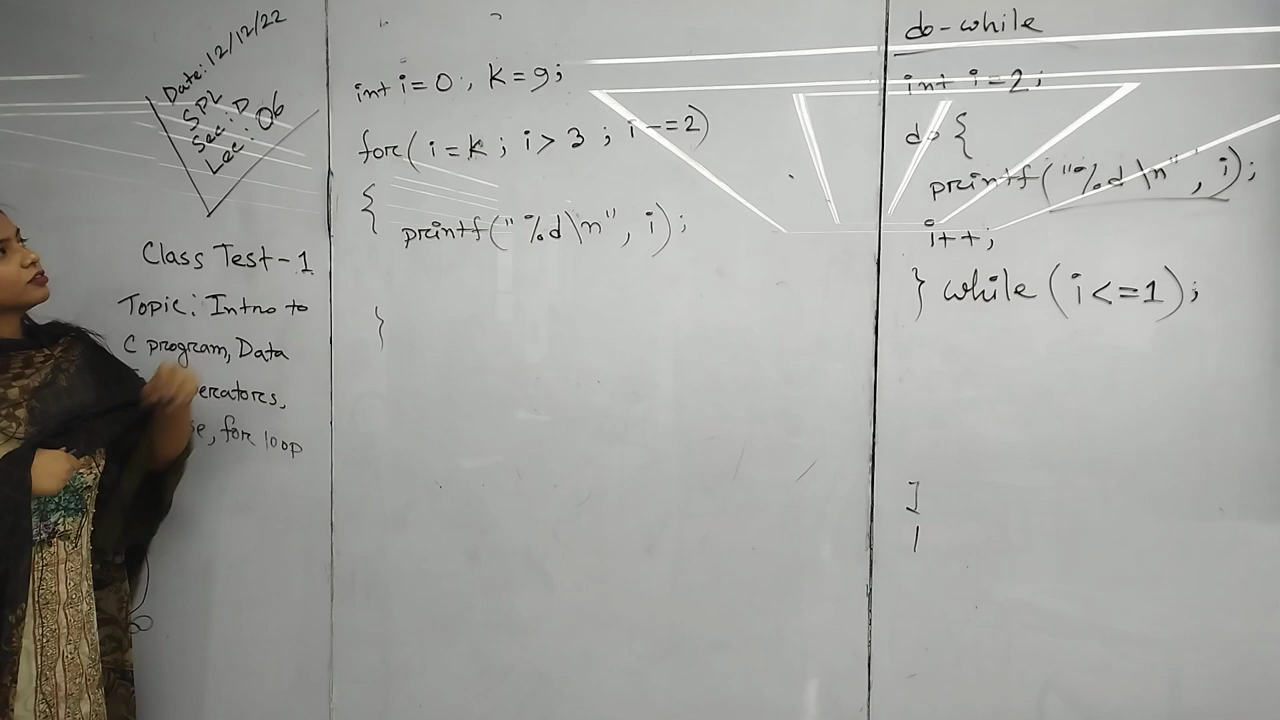 Date: 12/12/22
SPL
Sec: D
Lec: 06
Class Test-1
Topic: Intro to
C program, Data
for loop
int i=0, k=9;
for( i=k ; i>3 ; i-=2)
{
printf("%d\n", i);
}
do-while
int i=2;
do {
printf("%d\n", i);
i++;
} while (i<=1);